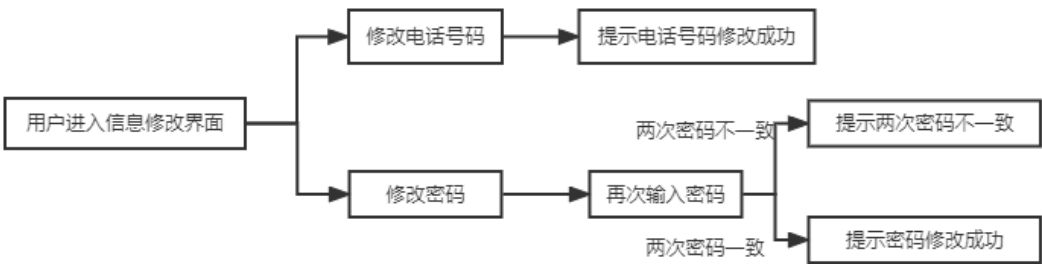 修改电话号码
提示电话号码修改成功
用户进入信息修改界面
两次密码不一致
提示两次密码不一致
修改密码
再次输入密码
两次密码一致
提示密码修改成功